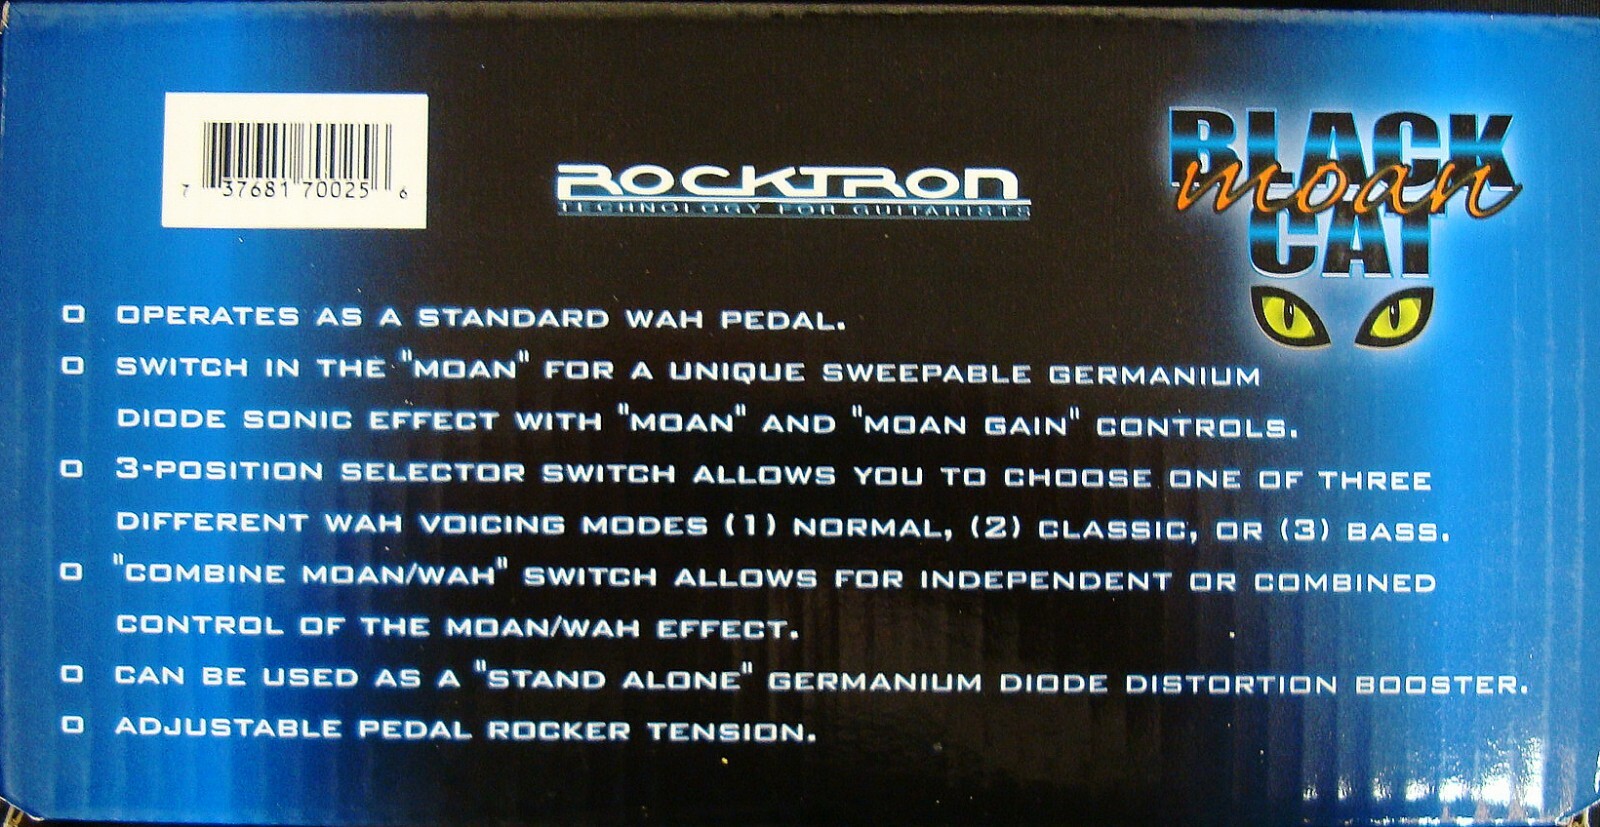 7 37681 70025 6
ROCKTRON
TECHNOLOGY FOR GUITARISTS
BLACK
moan
CAT
OPERATES AS A STANDARD WAH PEDAL.
SWITCH IN THE "MOAN" FOR A UNIQUE SWEEPABLE GERMANIUM
DIODE SONIC EFFECT WITH "MOAN" AND "MOAN GAIN" CONTROLS.
3-POSITION SELECTOR SWITCH ALLOWS YOU TO CHOOSE ONE OF THREE
DIFFERENT WAH VOICING MODES (1) NORMAL, (2) CLASSIC, OR (3) BASS.
"COMBINE MOAN/WAH" SWITCH ALLOWS FOR INDEPENDENT OR COMBINED
CONTROL OF THE MOAN/WAH EFFECT.
CAN BE USED AS A "STAND ALONE" GERMANIUM DIODE DISTORTION BOOSTER.
ADJUSTABLE PEDAL ROCKER TENSION.